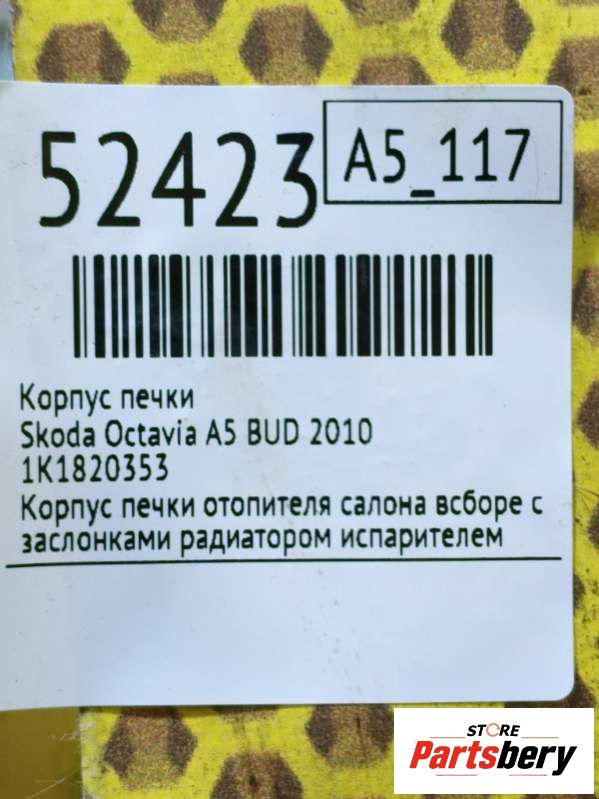 52423
A5_117
Корпус печки
Skoda Octavia A5 BUD 2010
1K1820353
Корпус печки отопителя салона всборе с
заслонками радиатором испарителем
STORE
Partsbery